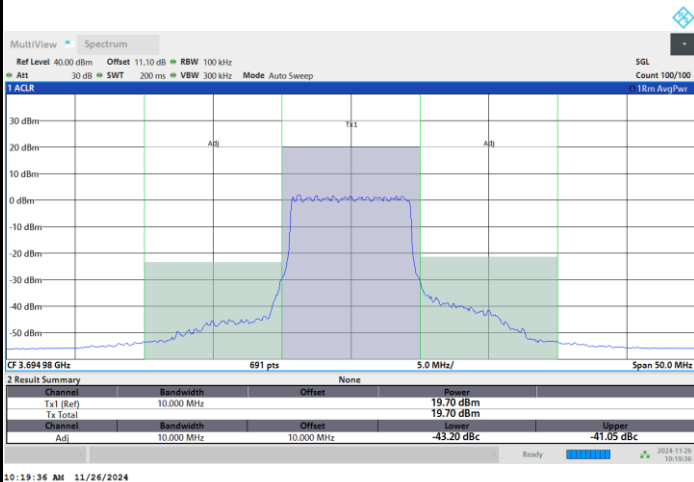 MultiView Spectrum
Ref Level 40.00 dBm Offset 11.10 dB RBW 100 kHz SGL
Att 30 dB SWT 200 ms VBW 300 kHz Mode Auto Sweep Count 100/100
1 ACLR 1Rm AvgPwr
30 dBm
Tx1
20 dBm Adj Adj
10 dBm
0 dBm
-10 dBm
-20 dBm
-30 dBm
-40 dBm
-50 dBm
CF 3.694 98 GHz 691 pts 5.0 MHz/ Span 50.0 MHz
2 Result Summary None
Channel Bandwidth Offset Power
Tx1 (Ref) 10.000 MHz 19.70 dBm
Tx Total 19.70 dBm
Channel Bandwidth Offset Lower Upper
Adj 10.000 MHz 10.000 MHz -43.20 dBc -41.05 dBc
Ready 2024-11-26
10:19:36
10:19:36 AM 11/26/2024